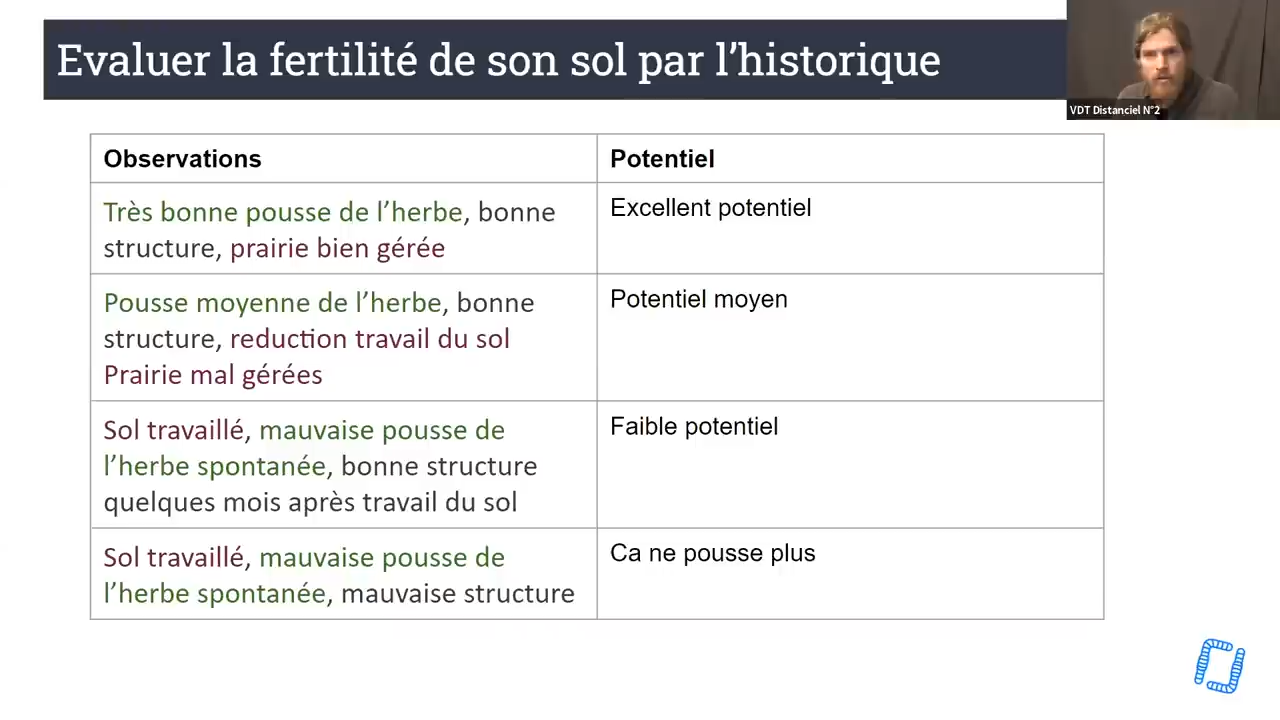 Evaluer la fertilité de son sol par l’historique
VDT Distanciel N°2
Observations
Potentiel
Très bonne pousse de l’herbe, bonne
structure, prairie bien gérée
Excellent potentiel
Pousse moyenne de l’herbe, bonne
structure, reduction travail du sol
Prairie mal gérées
Potentiel moyen
Sol travaillé, mauvaise pousse de
l’herbe spontanée, bonne structure
quelques mois après travail du sol
Faible potentiel
Sol travaillé, mauvaise pousse de
l’herbe spontanée, mauvaise structure
Ca ne pousse plus